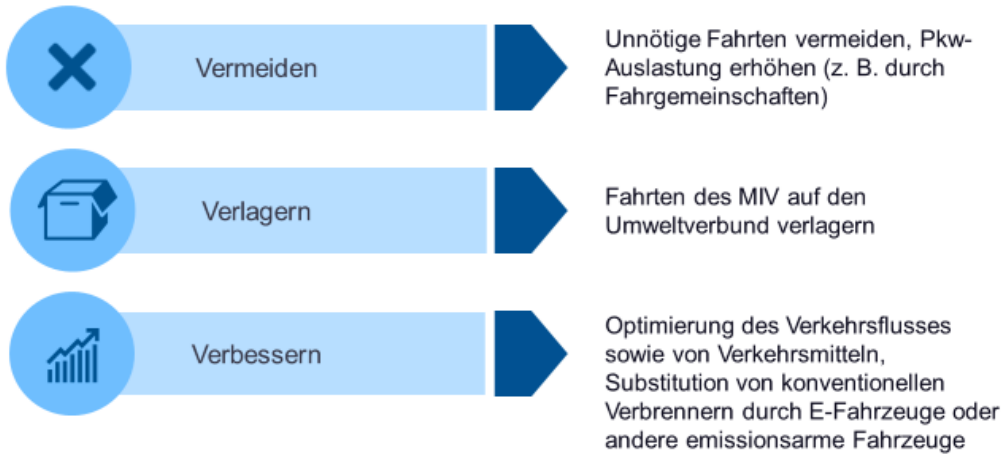 Vermeiden
Unnötige Fahrten vermeiden, Pkw-
Auslastung erhöhen (z. B. durch
Fahrgemeinschaften)
Verlagern
Fahrten des MIV auf den
Umweltverbund verlagern
Verbessern
Optimierung des Verkehrsflusses
sowie von Verkehrsmitteln,
Substitution von konventionellen
Verbrennern durch E-Fahrzeuge oder
andere emissionsarme Fahrzeuge